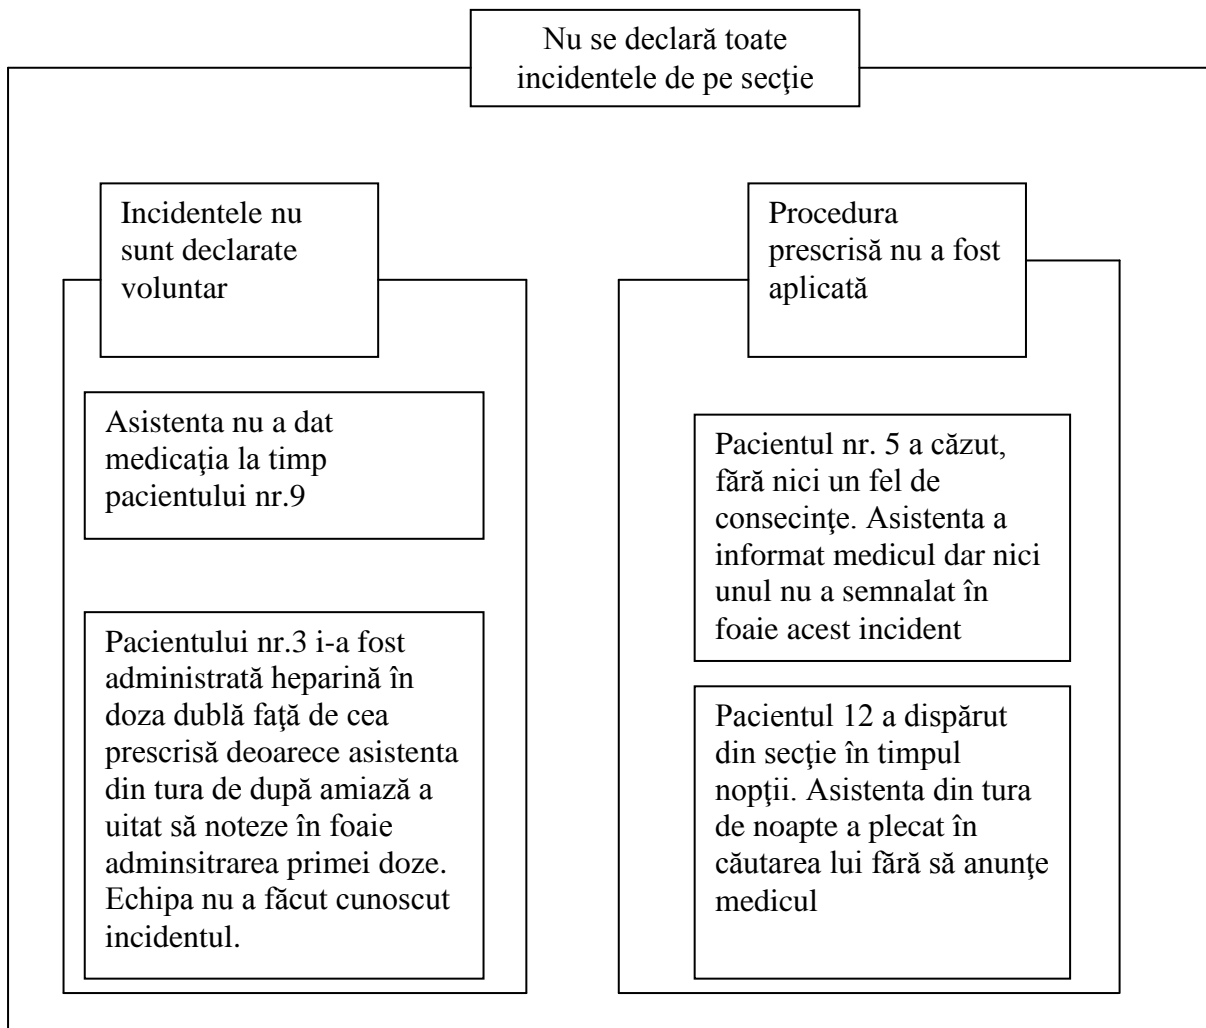 Nu se declară toate
incidentele de pe secţie
Incidentele nu
sunt declarate
voluntar
Asistenta nu a dat
medicaţia la timp
pacientului nr.9
Pacientului nr.3 i-a fost
administrată heparină în
doza dublă faţă de cea
prescrisă deoarece asistenta
din tura de după amiază a
uitat să noteze în foaie
adminsitrarea primei doze.
Echipa nu a făcut cunoscut
incidentul.
Procedura
prescrisă nu a fost
aplicată
Pacientul nr. 5 a căzut,
fără nici un fel de
consecinţe. Asistenta a
informat medicul dar nici
unul nu a semnalat în
foaie acest incident
Pacientul 12 a dispărut
din secţie în timpul
nopţii. Asistenta din tura
de noapte a plecat în
căutarea lui fără să anunţe
medicul